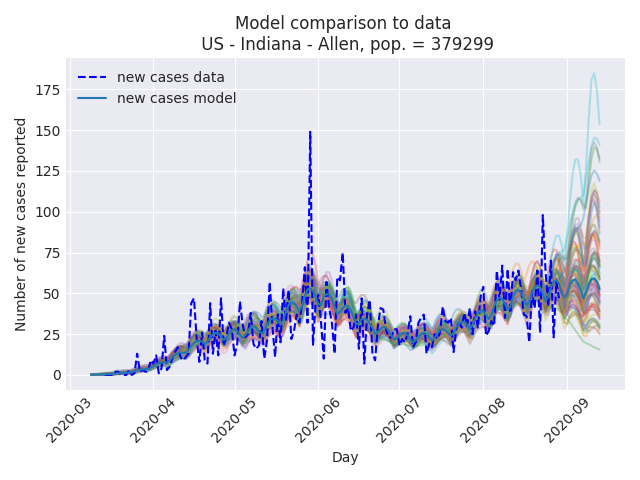 Model comparison to data
US - Indiana - Allen, pop. = 379299
new cases data
new cases model
Number of new cases reported
175
150
125
100
75
50
25
0
2020-03
2020-04
2020-05
2020-06
2020-07
2020-08
2020-09
Day